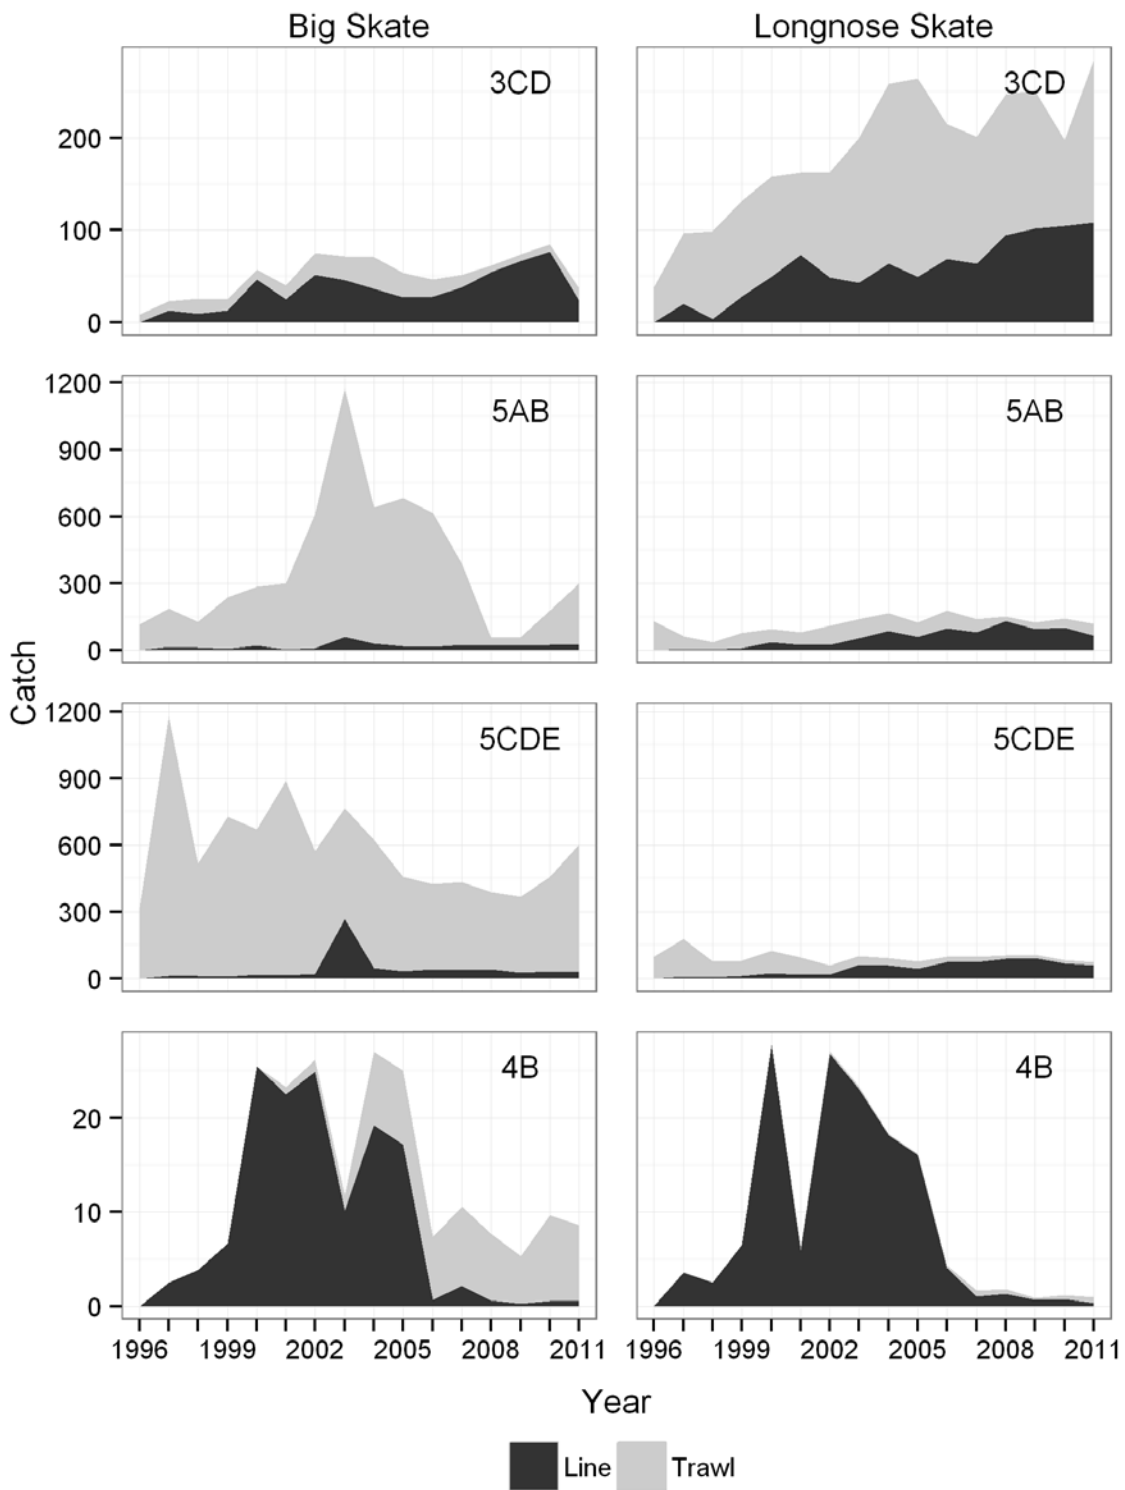 Big Skate Longnose Skate
3CD 3CD
200
100
0
1200 5AB 5AB
900
600
300
0
Catch
1200 5CDE 5CDE
900
600
300
0
4B 4B
20
10
0
1996 1999 2002 2005 2008 2011 1996 1999 2002 2005 2008 2011
Year
Line Trawl